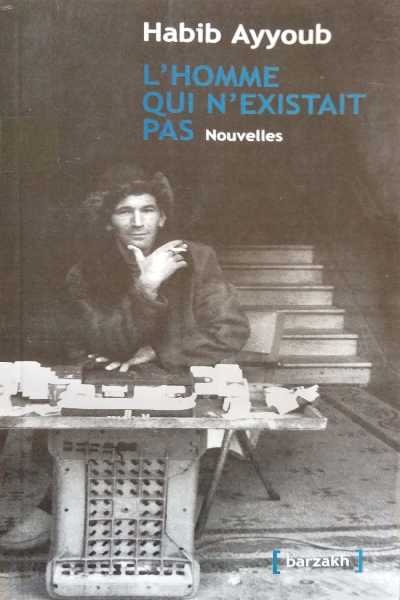 Habib Ayyoub
L'HOMME
QUI N'EXISTAIT
PAS Nouvelles
[ barzakh ]